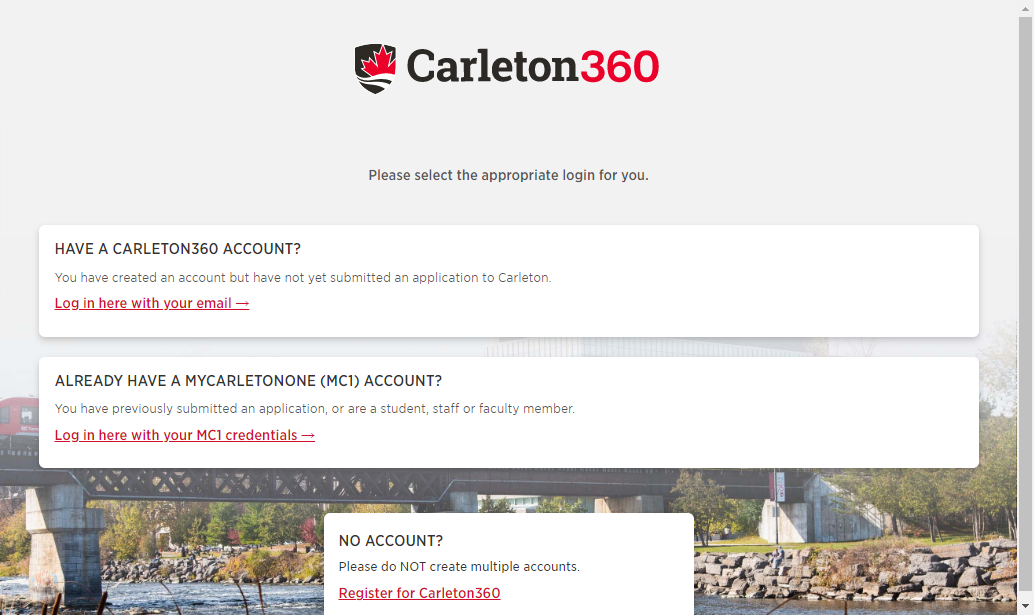 Carleton360
Please select the appropriate login for you.
HAVE A CARLETON360 ACCOUNT?
You have created an account but have not yet submitted an application to Carleton.
Log in here with your email →
ALREADY HAVE A MYCARLETONONE (MC1) ACCOUNT?
You have previously submitted an application, or are a student, staff or faculty member.
Log in here with your MC1 credentials →
NO ACCOUNT?
Please do NOT create multiple accounts.
Register for Carleton360